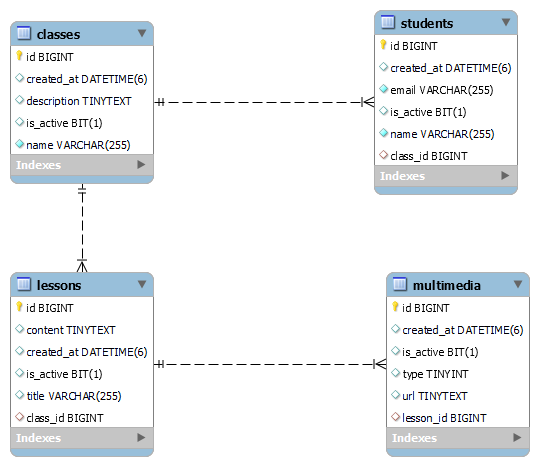 classes
id BIGINT
created_at DATETIME(6)
description TINYTEXT
is_active BIT(1)
name VARCHAR(255)
Indexes
students
id BIGINT
created_at DATETIME(6)
email VARCHAR(255)
is_active BIT(1)
name VARCHAR(255)
class_id BIGINT
Indexes
lessons
id BIGINT
content TINYTEXT
created_at DATETIME(6)
is_active BIT(1)
title VARCHAR(255)
class_id BIGINT
Indexes
multimedia
id BIGINT
created_at DATETIME(6)
is_active BIT(1)
type TINYINT
url TINYTEXT
lesson_id BIGINT
Indexes